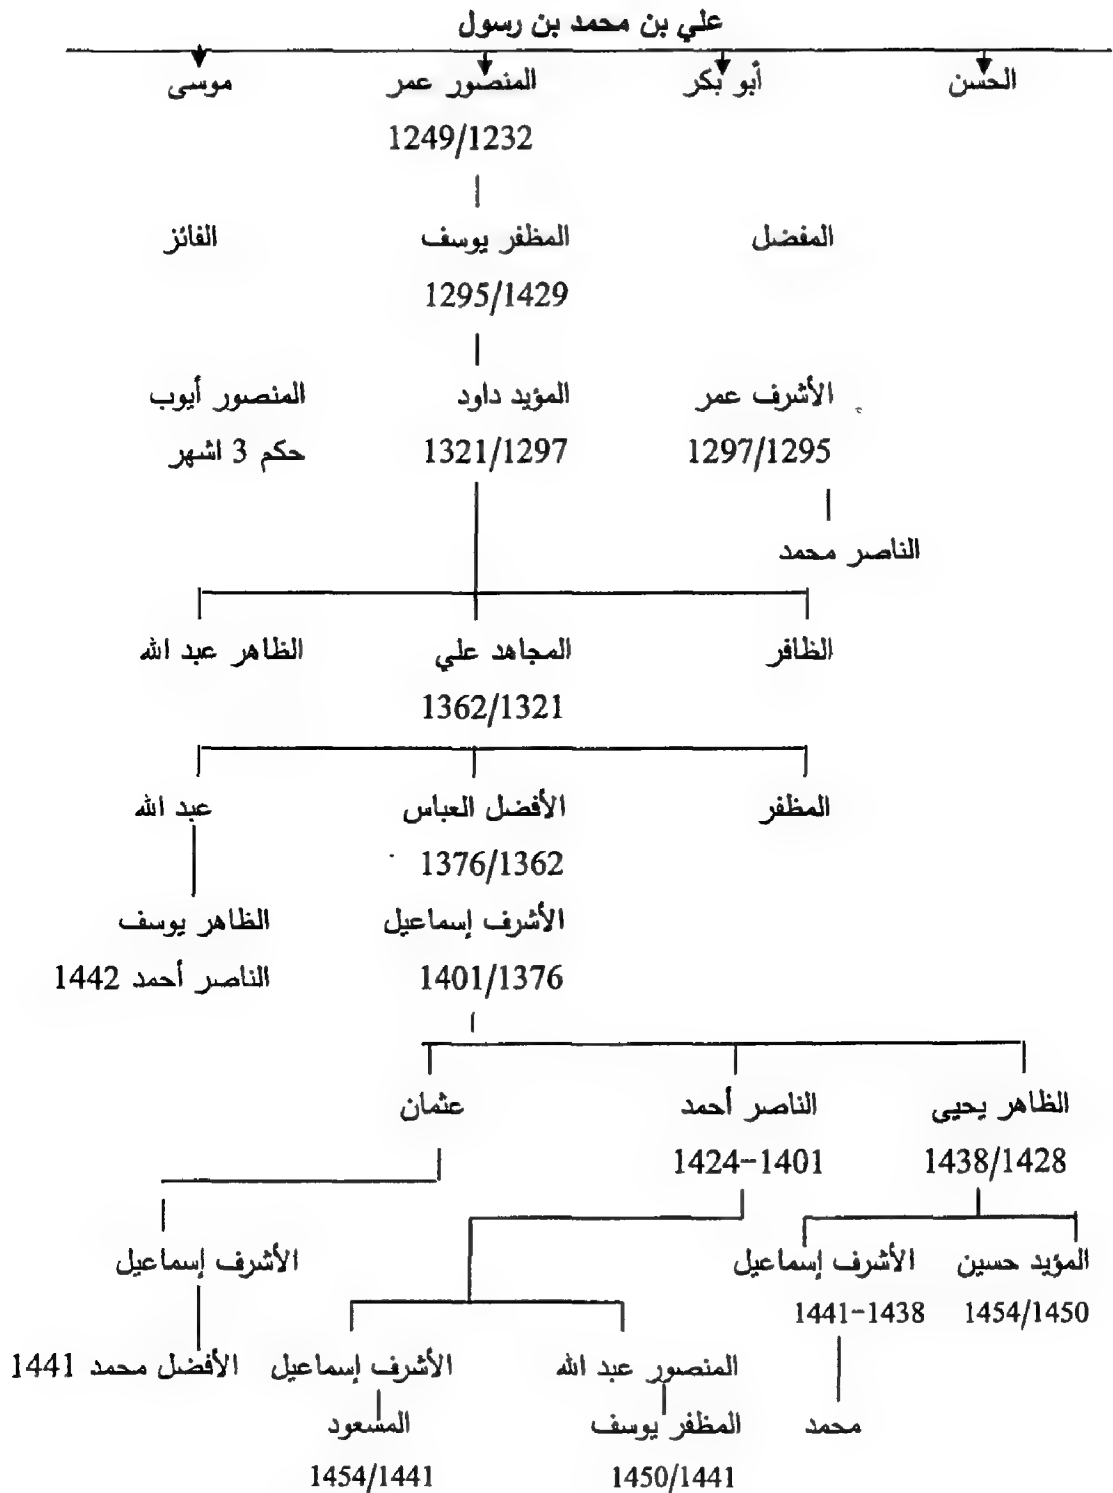 علي بن محمد بن رسول
الحسن أبو بكر المنصور عمر موسى
1249/1232
المفضل المظفر يوسف الفائز
1295/1429
الأشرف عمر المؤيد داود المنصور أيوب
1297/1295 1321/1297 حكم 3 اشهر
الناصر محمد
الظافر المجاهد علي الظاهر عبد الله
1362/1321
المظفر الأفضل العباس عبد الله
1376/1362
الأشرف إسماعيل الظاهر يوسف
1401/1376 الناصر أحمد 1442
الظاهر يحيى الناصر أحمد عثمان
1438/1428 1424-1401
المؤيد حسين الأشرف إسماعيل الأشرف إسماعيل
1454/1450 1441-1438
المنصور عبد الله الأشرف إسماعيل الأفضل محمد 1441
محمد المظفر يوسف المسعود
1450/1441 1454/1441